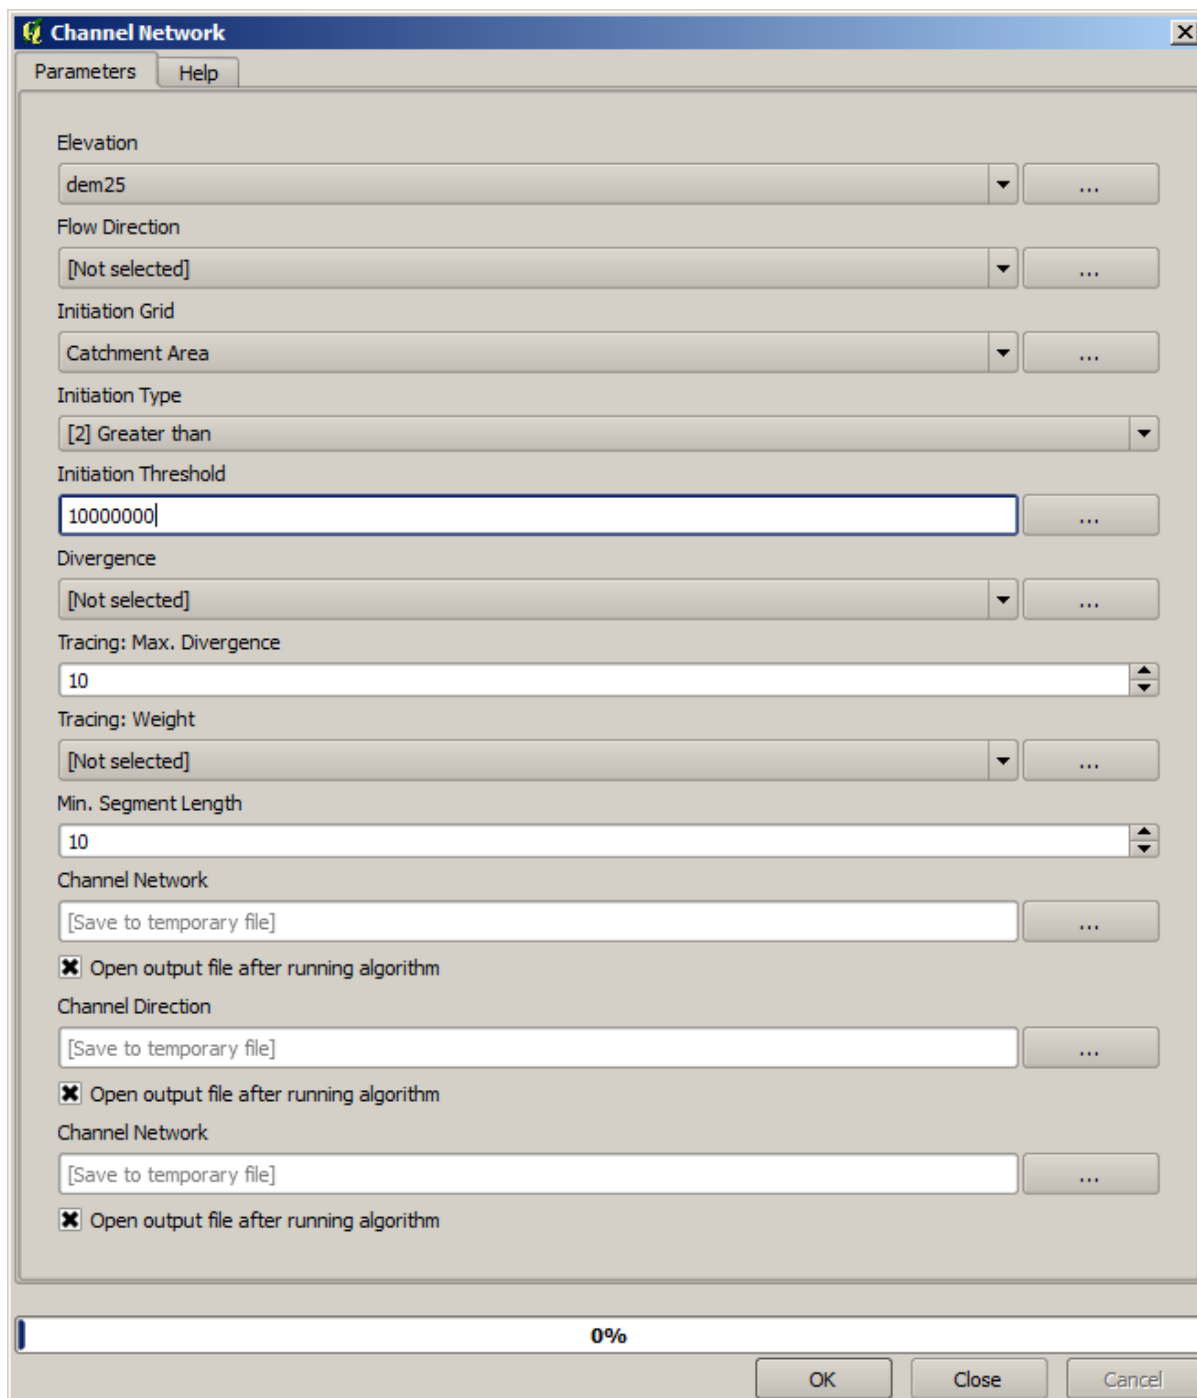 Channel Network
Parameters Help
Elevation
dem25 ...
Flow Direction
[Not selected] ...
Initiation Grid
Catchment Area ...
Initiation Type
[2] Greater than
Initiation Threshold
10000000 ...
Divergence
[Not selected] ...
Tracing: Max. Divergence
10
Tracing: Weight
[Not selected] ...
Min. Segment Length
10
Channel Network
[Save to temporary file] ...
Open output file after running algorithm
Channel Direction
[Save to temporary file] ...
Open output file after running algorithm
Channel Network
[Save to temporary file] ...
Open output file after running algorithm
0%
OK Close Cancel